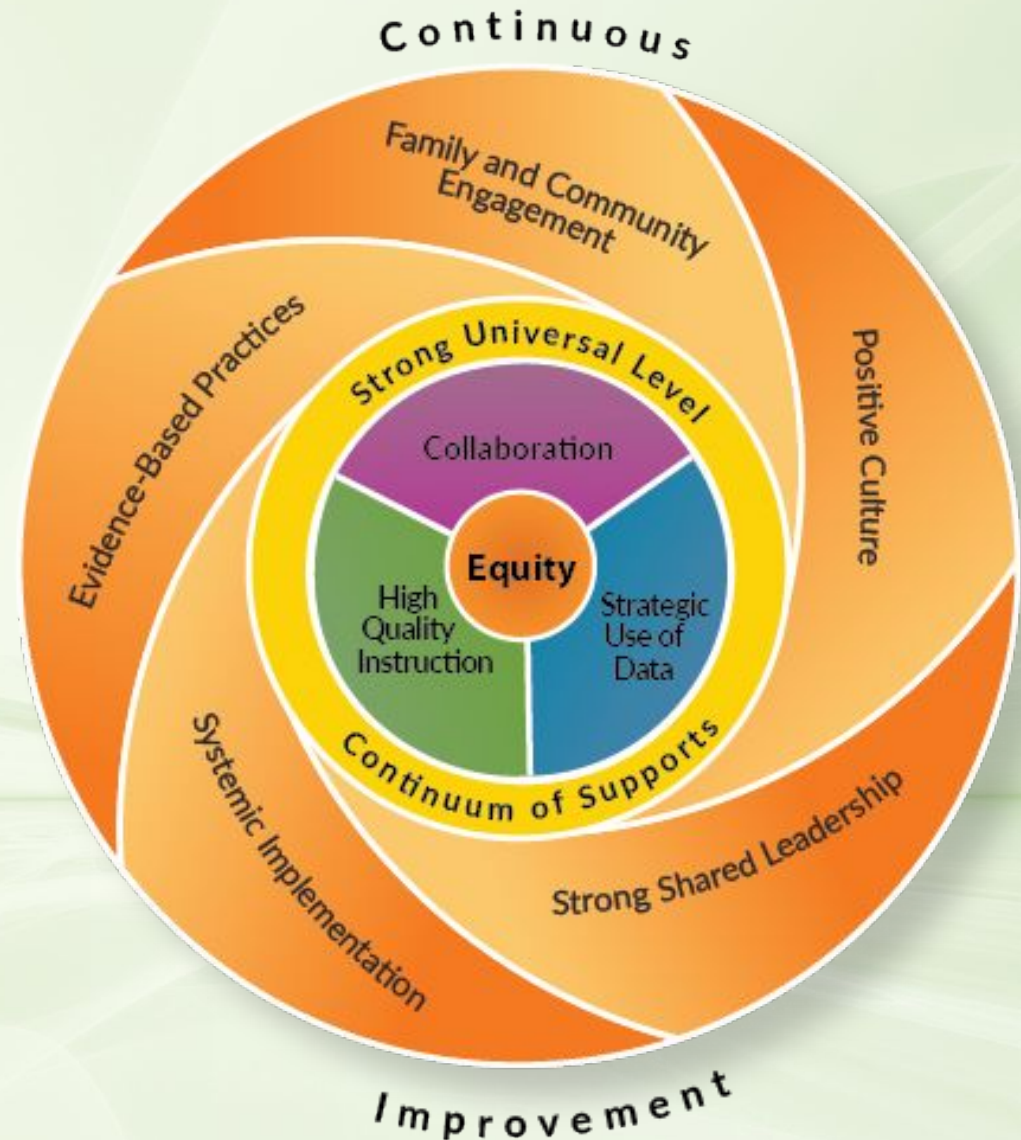 Continuous
Family and Community
Engagement
Positive Culture
Evidence-Based Practices
Strong Universal Level
Collaboration
Equity
High
Quality
Instruction
Strategic
Use of
Data
Continuum of Supports
Systemic Implementation
Strong Shared Leadership
Improvement